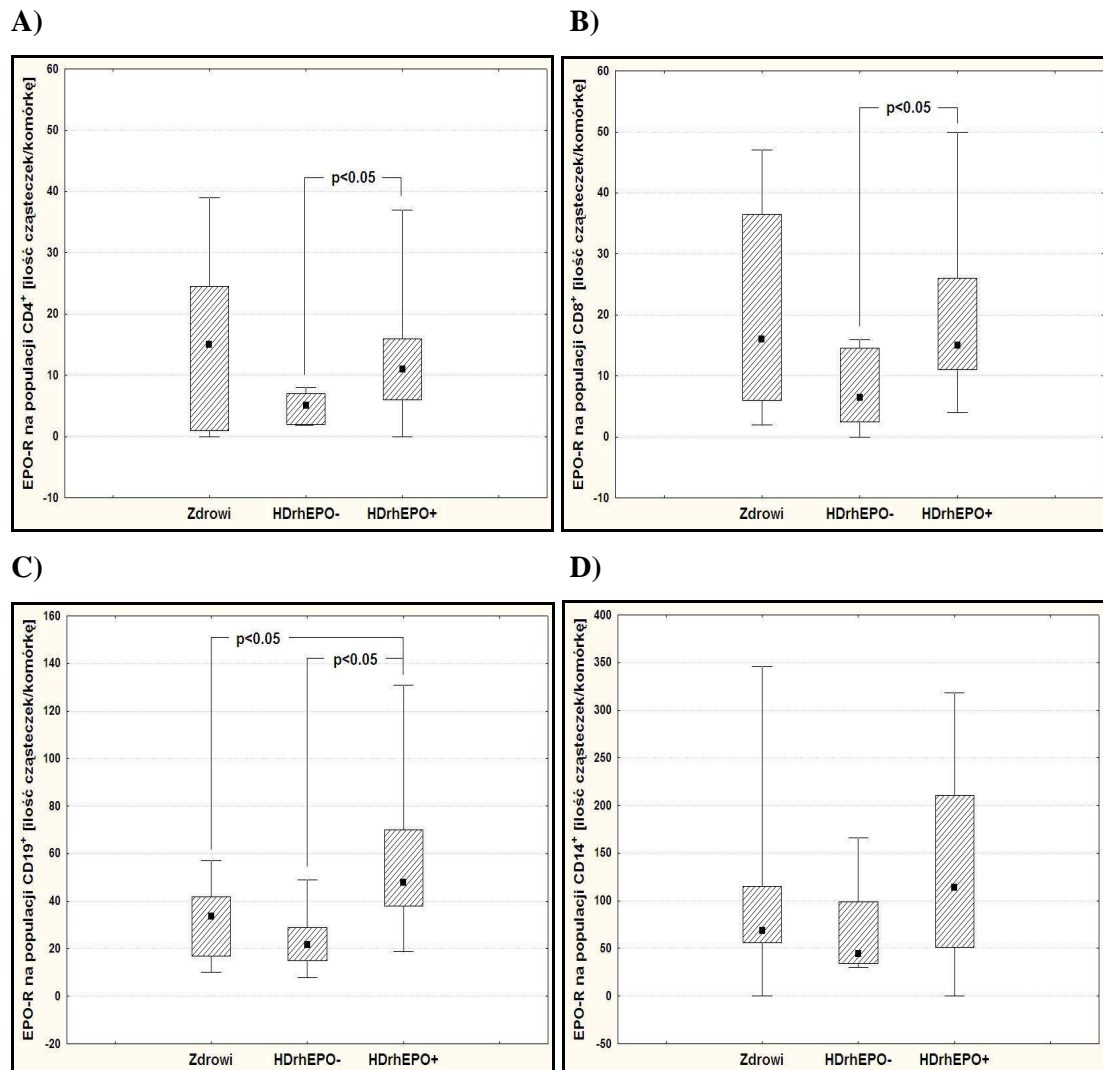 A)
B)
EPO-R na populacji CD4⁺ [ilość cząsteczek/komórkę]
60
50
40
30
20
10
0
-10
p<0.05
Zdrowi HDrhEPO- HDrhEPO+
EPO-R na populacji CD8⁺ [ilość cząsteczek/komórkę]
60
50
40
30
20
10
0
-10
p<0.05
Zdrowi HDrhEPO- HDrhEPO+
C)
D)
EPO-R na populacji CD19⁺ [ilość cząsteczek/komórkę]
160
140
120
100
80
60
40
20
0
-20
p<0.05
p<0.05
Zdrowi HDrhEPO- HDrhEPO+
EPO-R na populacji CD14⁺ [ilość cząsteczek/komórkę]
400
350
300
250
200
150
100
50
0
-50
Zdrowi HDrhEPO- HDrhEPO+